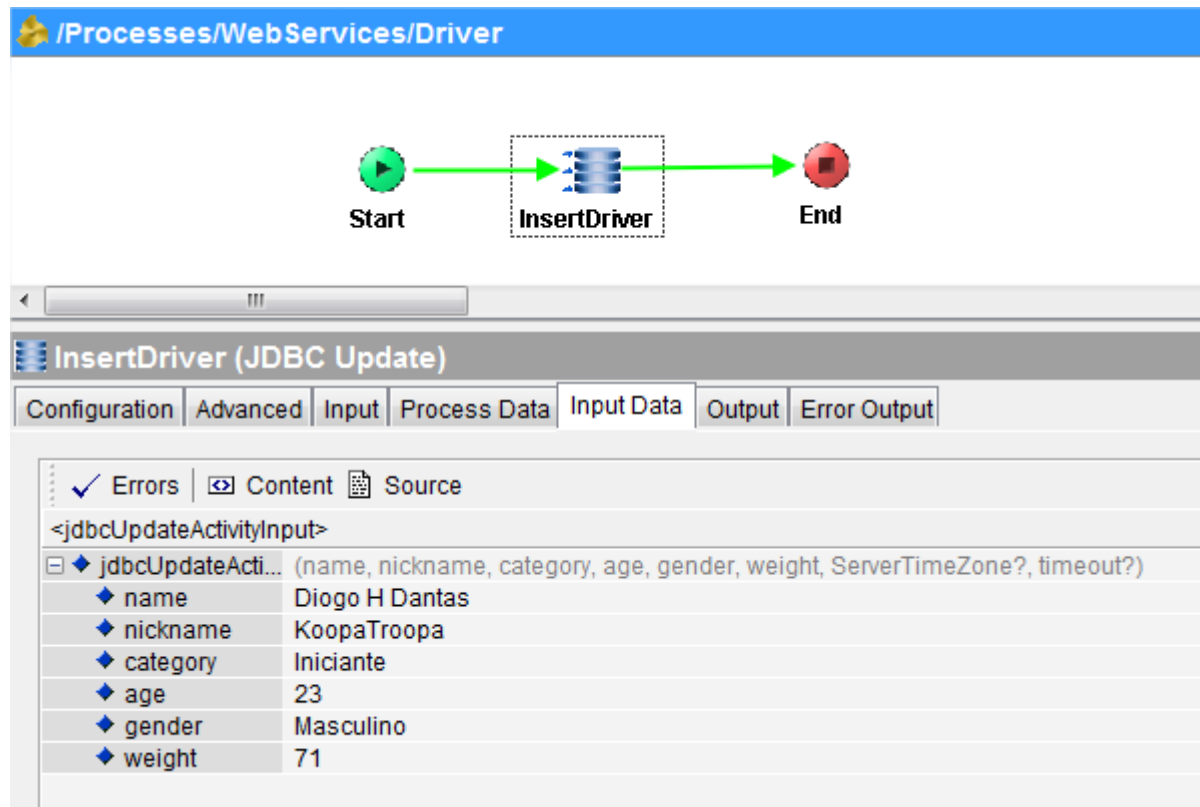 /Processes/WebServices/Driver
Start
InsertDriver
End
InsertDriver (JDBC Update)
Configuration Advanced Input Process Data Input Data Output Error Output
Errors Content Source
<jdbcUpdateActivityInput>
jdbcUpdateActi... (name, nickname, category, age, gender, weight, ServerTimeZone?, timeout?)
name Diogo H Dantas
nickname KoopaTroopa
category Iniciante
age 23
gender Masculino
weight 71